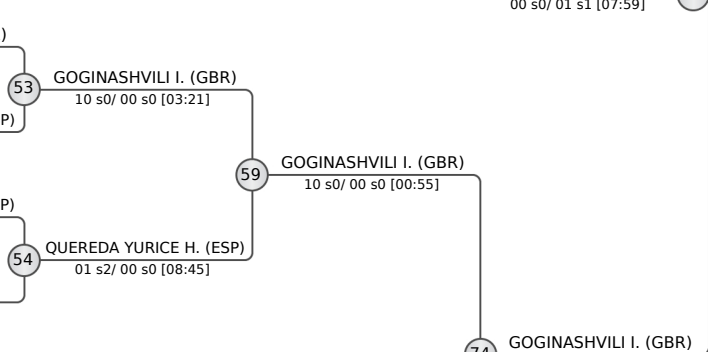 00 s0/ 01 s1 [07:59]
)
53
GOGINASHVILI I. (GBR)
10 s0/ 00 s0 [03:21]
P)
59
GOGINASHVILI I. (GBR)
10 s0/ 00 s0 [00:55]
P)
54
QUEREDA YURICE H. (ESP)
01 s2/ 00 s0 [08:45]
74
GOGINASHVILI I. (GBR)